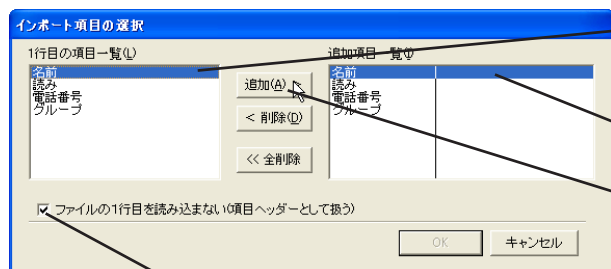 インポート項目の選択
1行目の項目一覧(L)
追加項目一覧(I)
名前
読み
電話番号
グループ
追加(A)
< 削除(D)
<< 全削除
名前
読み
電話番号
グループ
ファイルの1行目を読み込まない(項目ヘッダーとして扱う)
OK
キャンセル